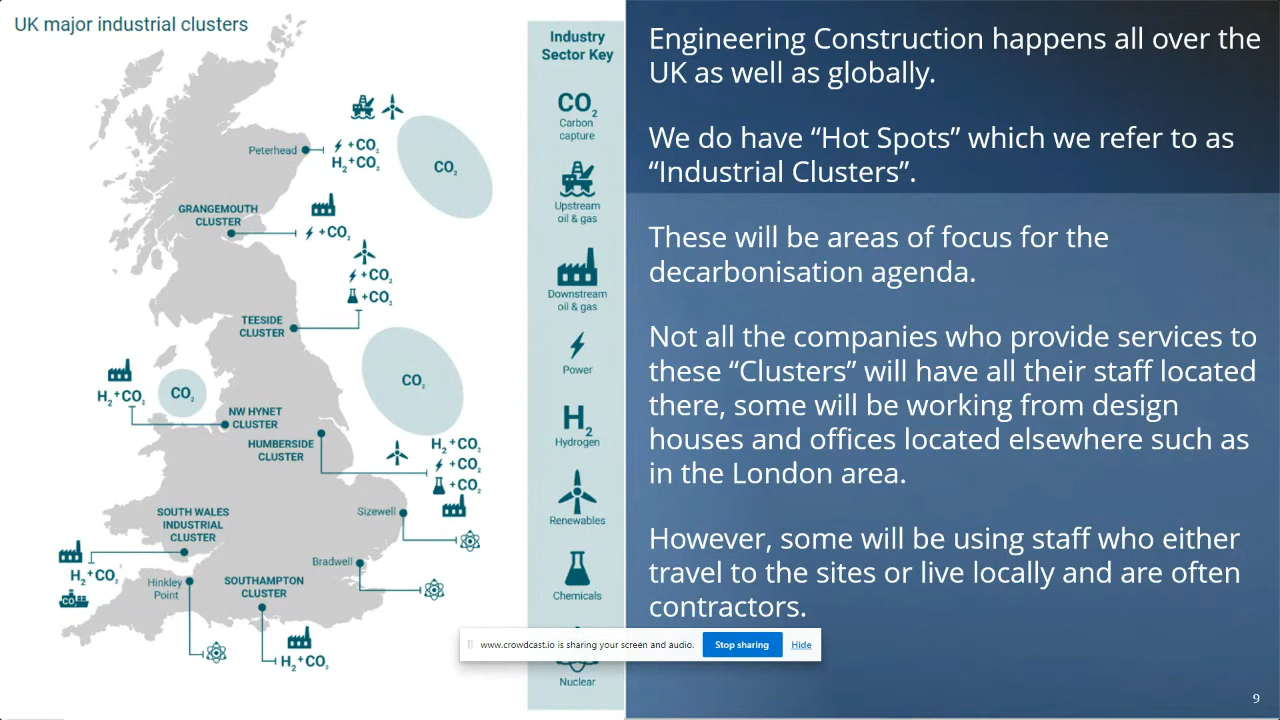 UK major industrial clusters
Peterhead
+CO₂
H₂+CO₂
CO₂
GRANGEMOUTH
CLUSTER
+CO₂
+CO₂
+CO₂
TEESIDE
CLUSTER
CO₂
CO₂
H₂+CO₂
NW HYNET
CLUSTER
HUMBERSIDE
CLUSTER
H₂+CO₂
+CO₂
+CO₂
SOUTH WALES
INDUSTRIAL
CLUSTER
Sizewell
H₂+CO₂
CO₂
Hinkley
Point
Bradwell
SOUTHAMPTON
CLUSTER
H₂+CO₂
Industry
Sector Key
CO₂
Carbon
capture
Upstream
oil & gas
Downstream
oil & gas
Power
H₂
Hydrogen
Renewables
Chemicals
Nuclear
Engineering Construction happens all over the
UK as well as globally.
We do have “Hot Spots” which we refer to as
“Industrial Clusters”.
These will be areas of focus for the
decarbonisation agenda.
Not all the companies who provide services to
these “Clusters” will have all their staff located
there, some will be working from design
houses and offices located elsewhere such as
in the London area.
However, some will be using staff who either
travel to the sites or live locally and are often
contractors.
www.crowdcast.io is sharing your screen and audio. Stop sharing Hide
9